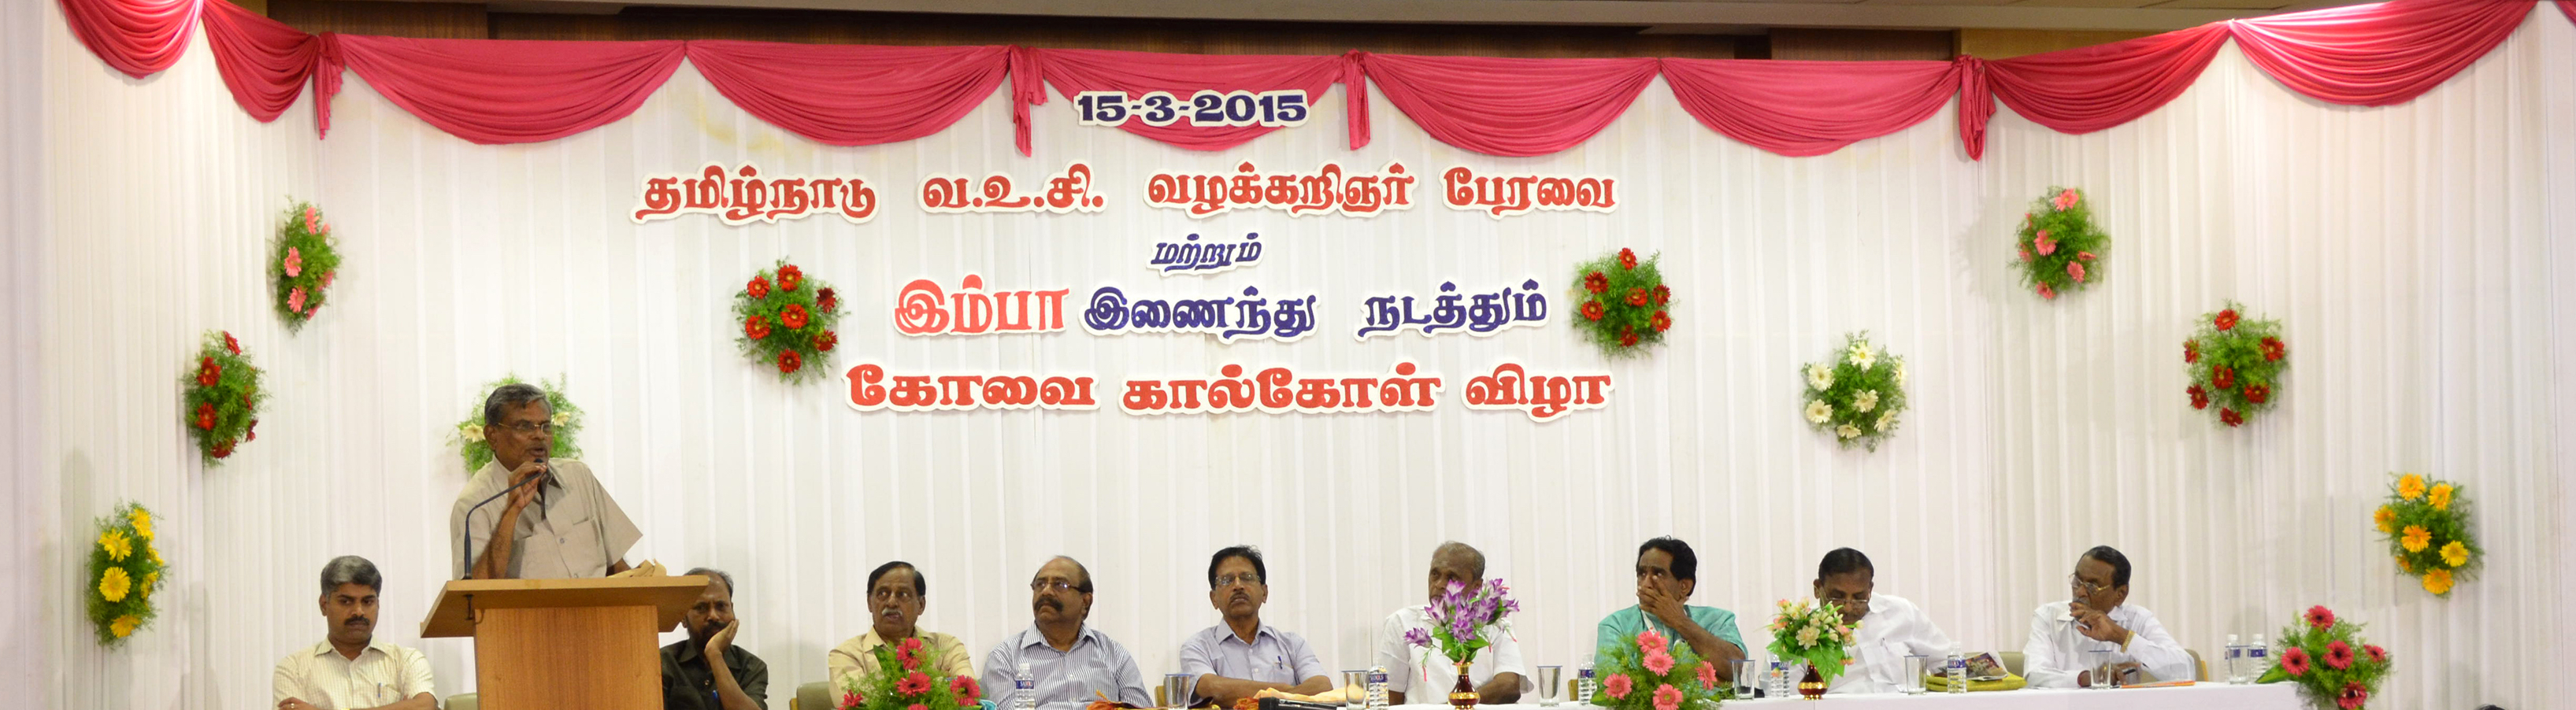 15-3-2015
தமிழ்நாடு வ.உ.சி. வழக்கறிஞர் பேரவை
மற்றும்
இம்பா இணைந்து நடத்தும்
கோவை கால்கோள் விழா